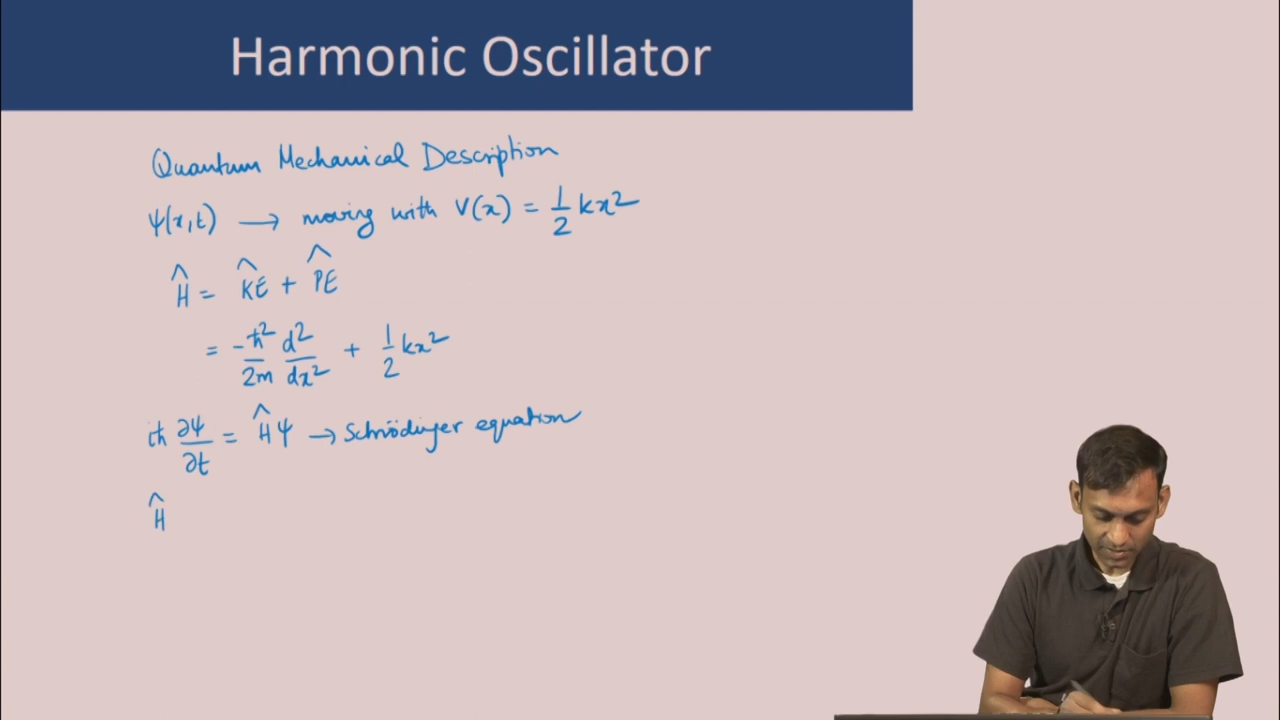 Harmonic Oscillator
Quantum Mechanical Description
ψ(x,t) → moving with V(x) = 1/2 kx²
Ĥ = K̂E + P̂E
= -ħ²/2m d²/dx² + 1/2 kx²
iħ ∂ψ/∂t = Ĥψ → Schrödinger equation
Ĥ